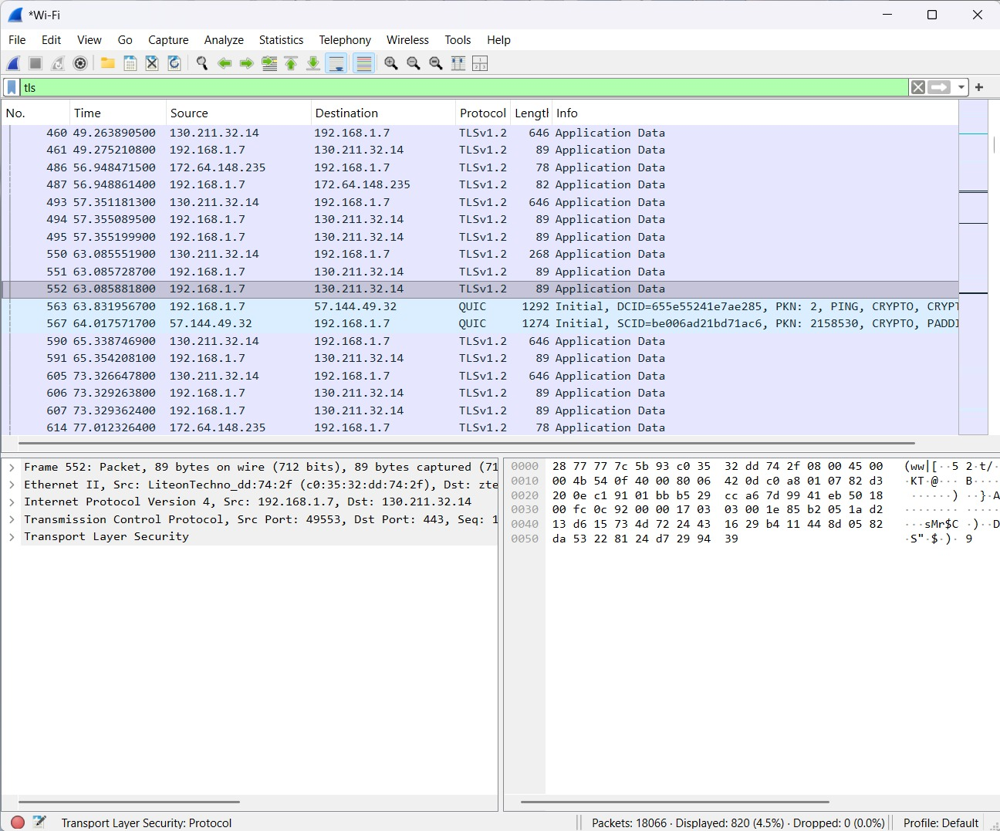 *Wi-Fi
File Edit View Go Capture Analyze Statistics Telephony Wireless Tools Help
tls
No. Time Source Destination Protocol Length Info
460 49.263890500 130.211.32.14 192.168.1.7 TLSv1.2 646 Application Data
461 49.275210800 192.168.1.7 130.211.32.14 TLSv1.2 89 Application Data
486 56.948471500 172.64.148.235 192.168.1.7 TLSv1.2 78 Application Data
487 56.948861400 192.168.1.7 172.64.148.235 TLSv1.2 82 Application Data
493 57.351181300 130.211.32.14 192.168.1.7 TLSv1.2 646 Application Data
494 57.355089500 192.168.1.7 130.211.32.14 TLSv1.2 89 Application Data
495 57.355199900 192.168.1.7 130.211.32.14 TLSv1.2 89 Application Data
550 63.085551900 130.211.32.14 192.168.1.7 TLSv1.2 268 Application Data
551 63.085728700 192.168.1.7 130.211.32.14 TLSv1.2 89 Application Data
552 63.085881800 192.168.1.7 130.211.32.14 TLSv1.2 89 Application Data
563 63.831956700 192.168.1.7 57.144.49.32 QUIC 1292 Initial, DCID=655e55241e7ae285, PKN: 2, PING, CRYPTO, CRYPT
567 64.017571700 57.144.49.32 192.168.1.7 QUIC 1274 Initial, SCID=be006ad21bd71ac6, PKN: 2158530, CRYPTO, PADDI
590 65.338746900 130.211.32.14 192.168.1.7 TLSv1.2 646 Application Data
591 65.354208100 192.168.1.7 130.211.32.14 TLSv1.2 89 Application Data
605 73.326647800 130.211.32.14 192.168.1.7 TLSv1.2 646 Application Data
606 73.329263800 192.168.1.7 130.211.32.14 TLSv1.2 89 Application Data
607 73.329362400 192.168.1.7 130.211.32.14 TLSv1.2 89 Application Data
614 77.012326400 172.64.148.235 192.168.1.7 TLSv1.2 78 Application Data
Frame 552: Packet, 89 bytes on wire (712 bits), 89 bytes captured (71
Ethernet II, Src: LiteonTechno_dd:74:2f (c0:35:32:dd:74:2f), Dst: zte
Internet Protocol Version 4, Src: 192.168.1.7, Dst: 130.211.32.14
Transmission Control Protocol, Src Port: 49553, Dst Port: 443, Seq: 1
Transport Layer Security
0000 28 77 77 7c 5b 93 c0 35 32 dd 74 2f 08 00 45 00 (ww|[··5 2·t/·
0010 00 4b 54 0f 40 00 80 06 42 0d c0 a8 01 07 82 d3 ·KT·@··· B····
0020 20 0e c1 91 01 bb b5 29 cc a6 7d 99 41 eb 50 18 ······) ··}·A
0030 00 fc 0c 92 00 00 17 03 03 00 1e 85 b2 05 1a d2 ········ ·····
0040 13 d6 15 73 4d 72 24 43 16 29 b4 11 44 8d 05 82 ···sMr$C ·)··D
0050 da 53 22 81 24 d7 29 94 39 ·S"·$·)· 9
Transport Layer Security: Protocol
Packets: 18066 · Displayed: 820 (4.5%) · Dropped: 0 (0.0%)
Profile: Default